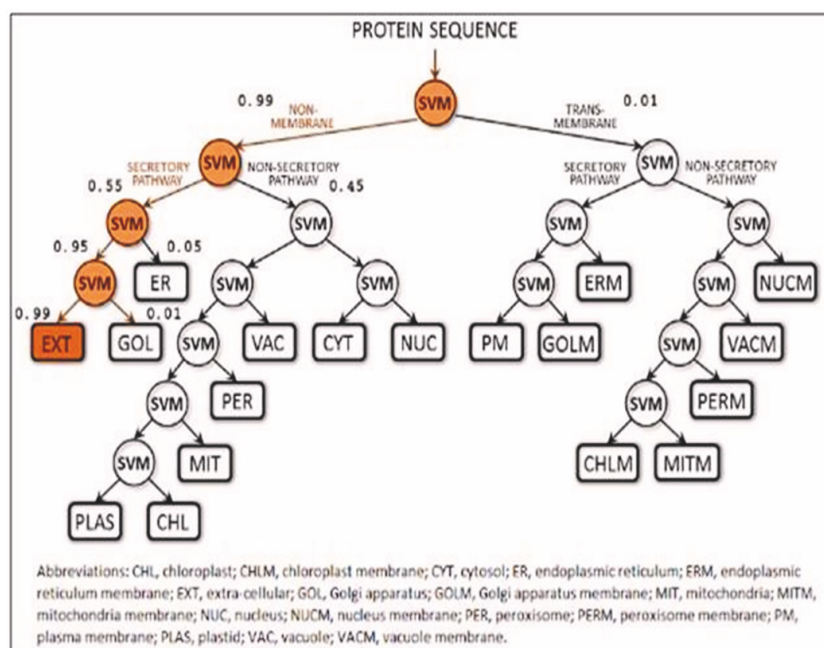 PROTEIN SEQUENCE
SVM
0.99
NON-
MEMBRANE
TRANS-
MEMBRANE
0.01
SVM
SVM
SECRETORY
PATHWAY
NON-SECRETORY
PATHWAY
SECRETORY
PATHWAY
NON-SECRETORY
PATHWAY
0.55
0.45
SVM
SVM
SVM
SVM
0.95
0.05
SVM
ER
SVM
SVM
SVM
ERM
SVM
NUCM
0.99
0.01
EXT
GOL
SVM
VAC
CYT
NUC
PM
GOLM
SVM
VACM
SVM
PER
SVM
PERM
SVM
MIT
CHLM
MITM
PLAS
CHL
Abbreviations: CHL, chloroplast; CHLM, chloroplast membrane; CYT, cytosol; ER, endoplasmic reticulum; ERM, endoplasmic
reticulum membrane; EXT, extra-cellular; GOL, Golgi apparatus; GOLM, Golgi apparatus membrane; MIT, mitochondria; MITM,
mitochondria membrane; NUC, nucleus; NUCM, nucleus membrane; PER, peroxisome; PERM, peroxisome membrane; PM,
plasma membrane; PLAS, plastid; VAC, vacuole; VACM, vacuole membrane.